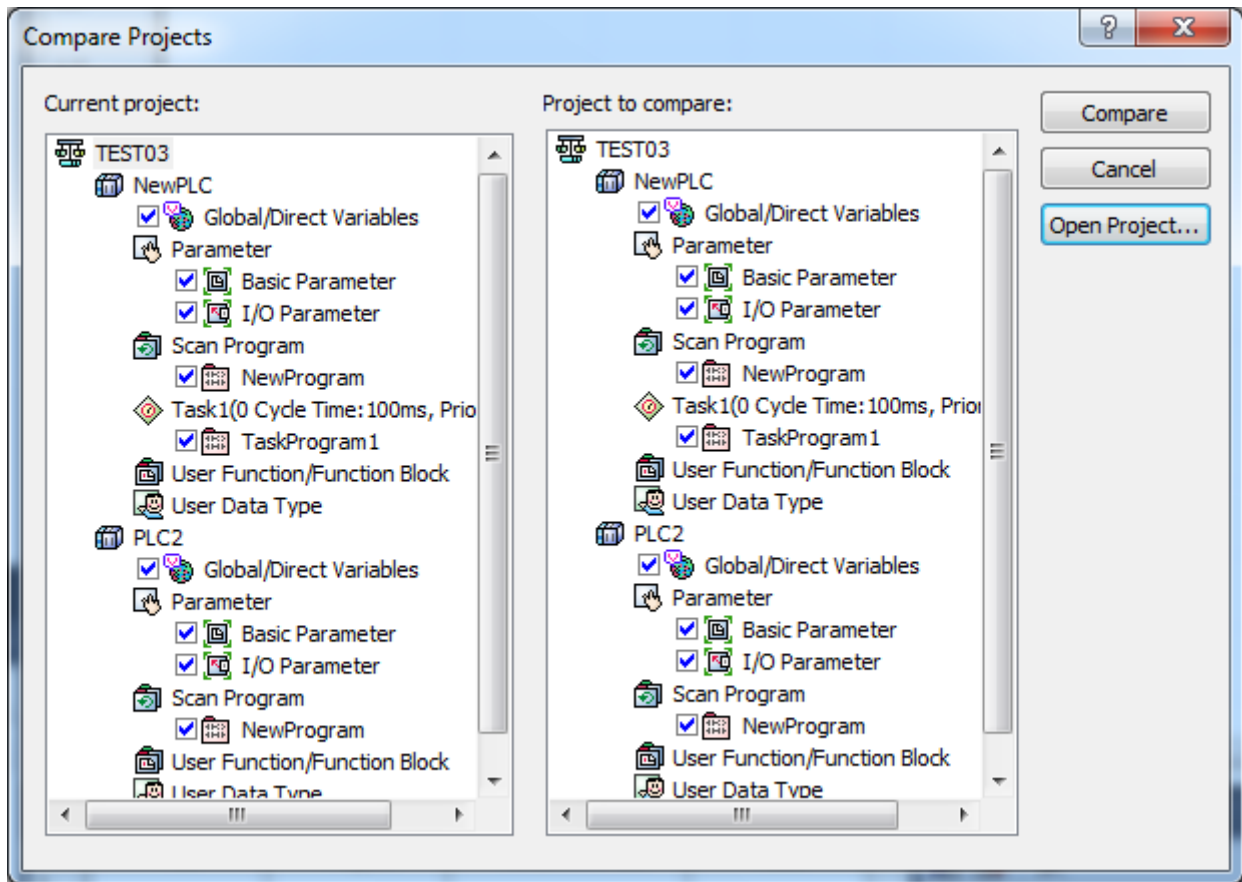 Compare Projects
Current project:
TEST03
NewPLC
Global/Direct Variables
Parameter
Basic Parameter
I/O Parameter
Scan Program
NewProgram
Task1(0 Cycle Time:100ms, Prio
TaskProgram1
User Function/Function Block
User Data Type
PLC2
Global/Direct Variables
Parameter
Basic Parameter
I/O Parameter
Scan Program
NewProgram
User Function/Function Block
User Data Type
Project to compare:
TEST03
NewPLC
Global/Direct Variables
Parameter
Basic Parameter
I/O Parameter
Scan Program
NewProgram
Task1(0 Cycle Time:100ms, Prior
TaskProgram1
User Function/Function Block
User Data Type
PLC2
Global/Direct Variables
Parameter
Basic Parameter
I/O Parameter
Scan Program
NewProgram
User Function/Function Block
User Data Type
Compare
Cancel
Open Project...